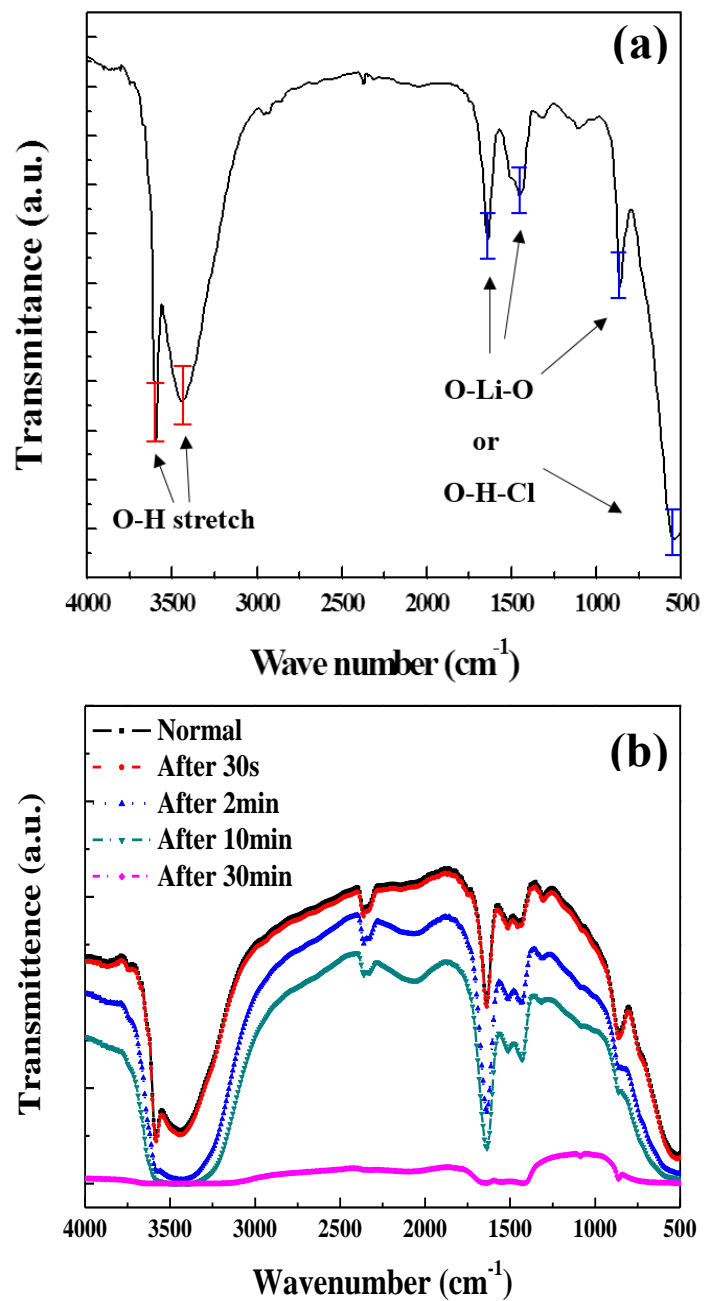 (a)
Transmitance (a.u.)
O-H stretch
O-Li-O
or
O-H-Cl
4000 3500 3000 2500 2000 1500 1000 500
Wave number (cm-1)
(b)
Normal
After 30s
After 2min
After 10min
After 30min
Transmittence (a.u.)
4000 3500 3000 2500 2000 1500 1000 500
Wavenumber (cm-1)